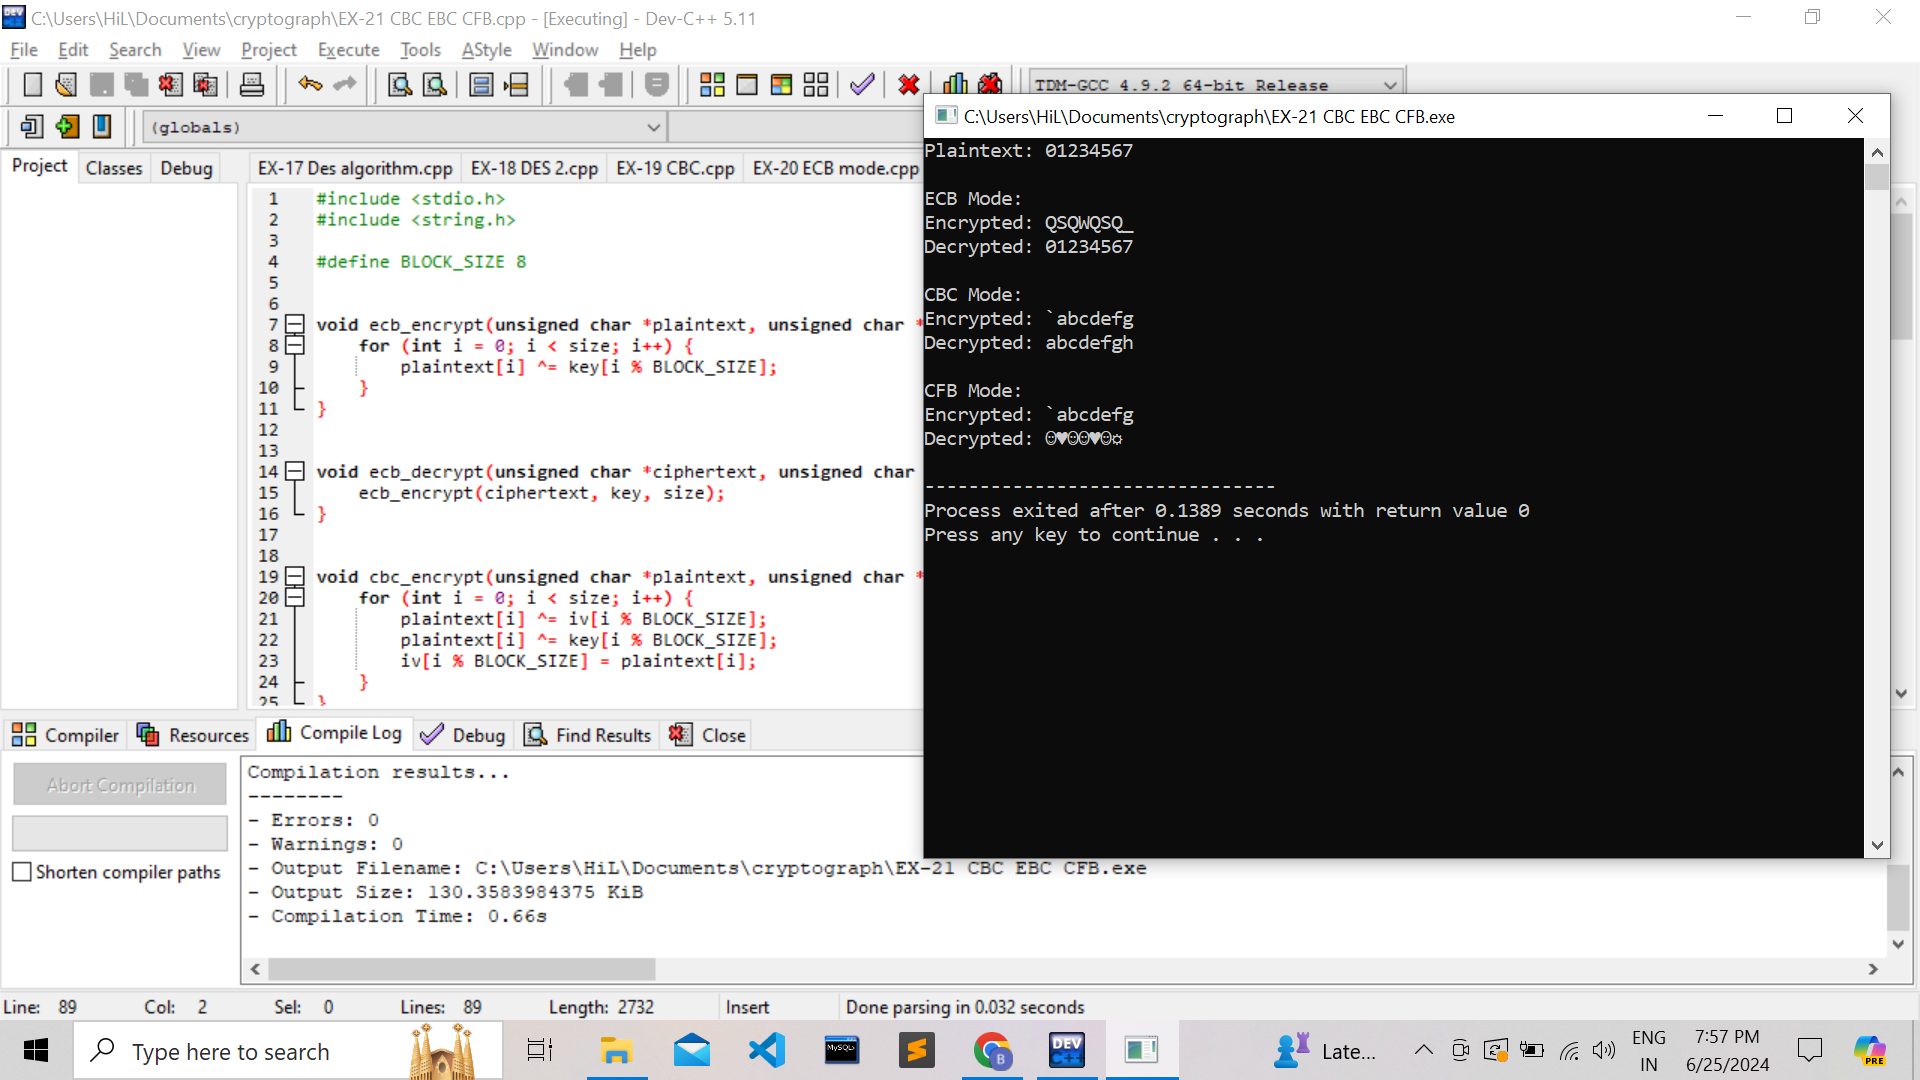 C:\Users\HiL\Documents\cryptograph\EX-21 CBC EBC CFB.cpp - [Executing] - Dev-C++ 5.11
File Edit Search View Project Execute Tools AStyle Window Help
TDM-GCC 4.9.2 64-bit Release
(globals)
Project Classes Debug
EX-17 Des algorithm.cpp EX-18 DES 2.cpp EX-19 CBC.cpp EX-20 ECB mode.cpp
1 #include <stdio.h>
2 #include <string.h>
3
4 #define BLOCK_SIZE 8
5
6
7 void ecb_encrypt(unsigned char *plaintext, unsigned char *
8 for (int i = 0; i < size; i++) {
9 plaintext[i] ^= key[i % BLOCK_SIZE];
10 }
11 }
12
13
14 void ecb_decrypt(unsigned char *ciphertext, unsigned char
15 ecb_encrypt(ciphertext, key, size);
16 }
17
18
19 void cbc_encrypt(unsigned char *plaintext, unsigned char *
20 for (int i = 0; i < size; i++) {
21 plaintext[i] ^= iv[i % BLOCK_SIZE];
22 plaintext[i] ^= key[i % BLOCK_SIZE];
23 iv[i % BLOCK_SIZE] = plaintext[i];
24 }
25 }
C:\Users\HiL\Documents\cryptograph\EX-21 CBC EBC CFB.exe
Plaintext: 01234567
ECB Mode:
Encrypted: QSQWQSQ_
Decrypted: 01234567
CBC Mode:
Encrypted: `abcdefg
Decrypted: abcdefgh
CFB Mode:
Encrypted: `abcdefg
Decrypted: ☺♥☺☺♥☺☼
--------------------------------
Process exited after 0.1389 seconds with return value 0
Press any key to continue . . .
Compiler Resources Compile Log Debug Find Results Close
Abort Compilation
Shorten compiler paths
Compilation results...
--------
- Errors: 0
- Warnings: 0
- Output Filename: C:\Users\HiL\Documents\cryptograph\EX-21 CBC EBC CFB.exe
- Output Size: 130.3583984375 KiB
- Compilation Time: 0.66s
Line: 89 Col: 2 Sel: 0 Lines: 89 Length: 2732 Insert Done parsing in 0.032 seconds
Type here to search
MySQL
B
DEV C++
Late...
ENG
IN
7:57 PM
6/25/2024
PRE